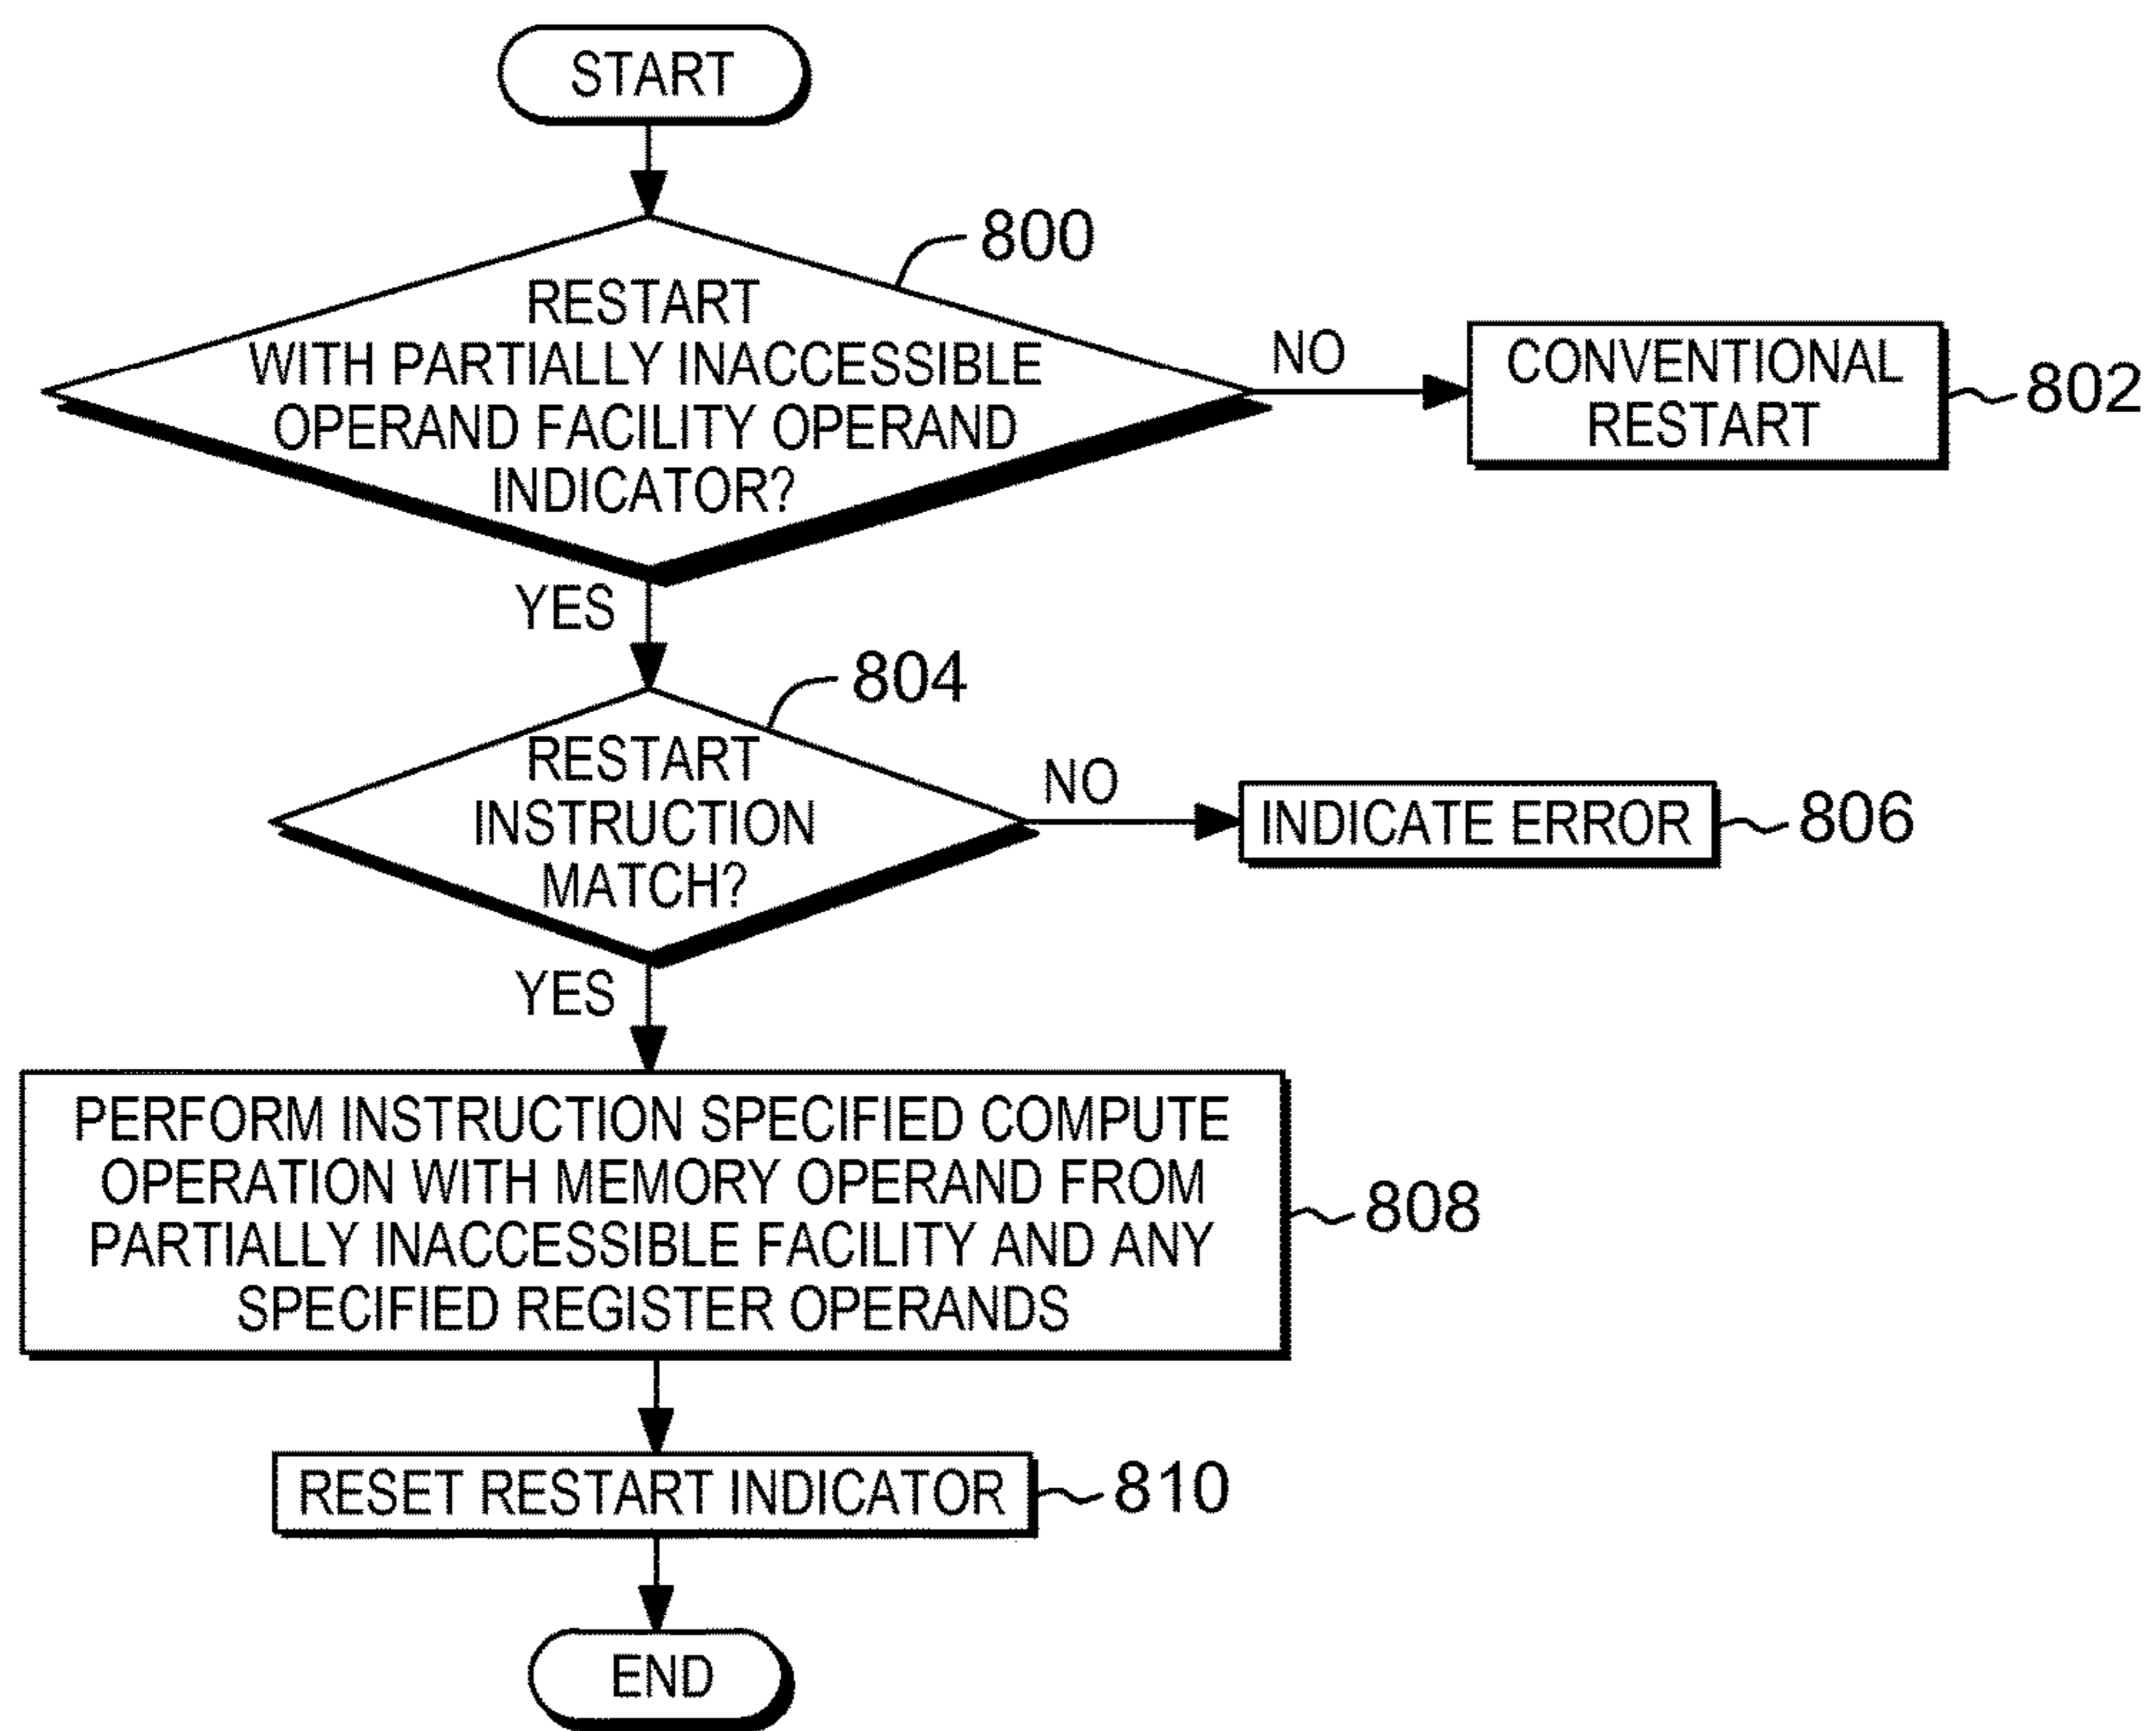 START
800
RESTART
WITH PARTIALLY INACCESSIBLE
OPERAND FACILITY OPERAND
INDICATOR?
NO
CONVENTIONAL
RESTART
802
YES
804
RESTART
INSTRUCTION
MATCH?
NO
INDICATE ERROR
806
YES
PERFORM INSTRUCTION SPECIFIED COMPUTE
OPERATION WITH MEMORY OPERAND FROM
PARTIALLY INACCESSIBLE FACILITY AND ANY
SPECIFIED REGISTER OPERANDS
808
RESET RESTART INDICATOR
810
END